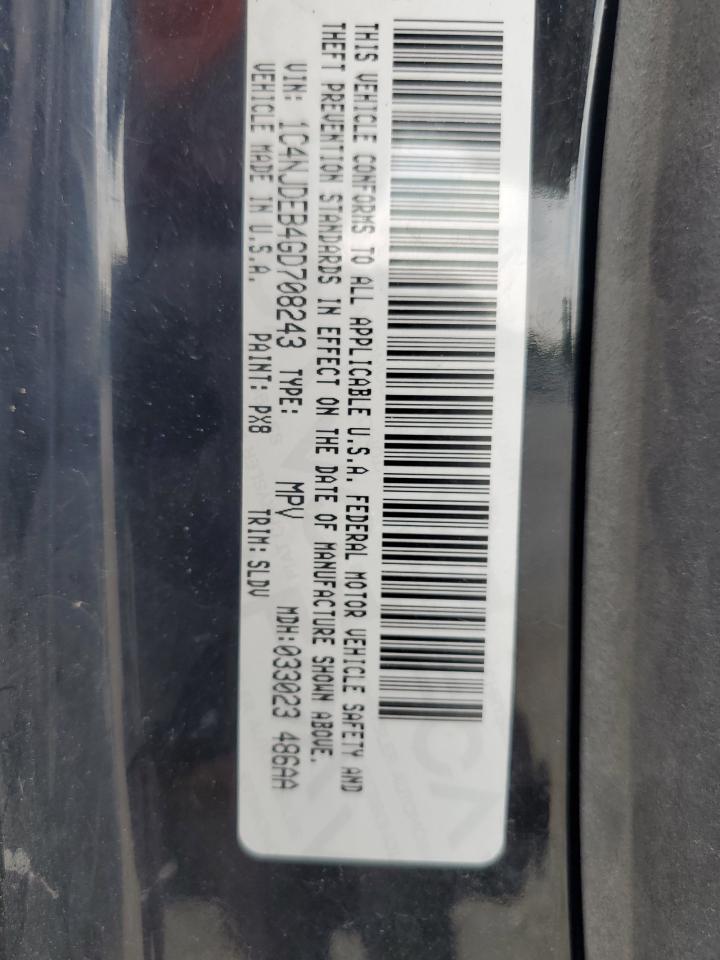 THIS VEHICLE CONFORMS TO ALL APPLICABLE U.S.A. FEDERAL MOTOR VEHICLE SAFETY AND
THEFT PREVENTION STANDARDS IN EFFECT ON THE DATE OF MANUFACTURE SHOWN ABOVE.
VIN: 1C4NJDEB4GD708243 TYPE: MPV MDH:033023 486AA
VEHICLE MADE IN U.S.A. PAINT: PX8 TRIM: SLDV